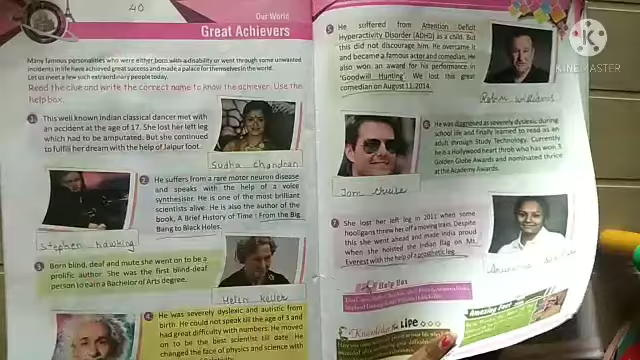 40
Our World
Great Achievers
Many famous personalities who were either born with a disability or went through some unwanted
incidents in life have achieved great success and made a palace for themselves in the world.
Let us meet a few such extraordinary people today.
Read the clue and write the correct name to know the achiever. Use the
help box.
This well known Indian classical dancer met with
an accident at the age of 17. She lost her left leg
which had to be amputated. But she continued
to fulfill her dream with the help of Jaipur foot.
Sudha chandran
2
He suffers from a rare motor neuron disease
and speaks with the help of a voice
synthesiser. He is one of the most brilliant
scientists alive. He is also the author of the
book, A Brief History of Time : From the Big
Bang to Black Holes.
Stephen hawking
3
Born blind, deaf and mute she went on to be a
prolific author. She was the first blind-deaf
person to earn a Bachelor of Arts degree.
Helen Keller
4
He was severely dyslexic and autistic from
birth. He could not speak till the age of 3 and
had great difficulty with numbers. He moved
on to be the best scientist till date. He
changed the face of physics and science with
5
He suffered from Attention Deficit
Hyperactivity Disorder (ADHD) as a child. But
this did not discourage him. He overcame it
and became a famous actor and comedian. He
also won an award for his performance in
'Goodwill Hunting'. We lost this great
comedian on August 11, 2014.
Robin williams
6
He was diagnosed as severely dyslexic during
school life and finally learned to read as an
adult through Study Technology. Currently
he is a Hollywood heart throb who has won 3
Golden Globe Awards and nominated thrice
at the Academy Awards.
Tom cruise
7
She lost her left leg in 2011 when some
hooligans threw her off a moving train. Despite
this she went ahead and made India proud
when she hoisted the Indian flag on Ms.
Everest with the help of a prosthetic leg.
Help Box
Amazing Fact
Knowledge for Life
KINEMASTER